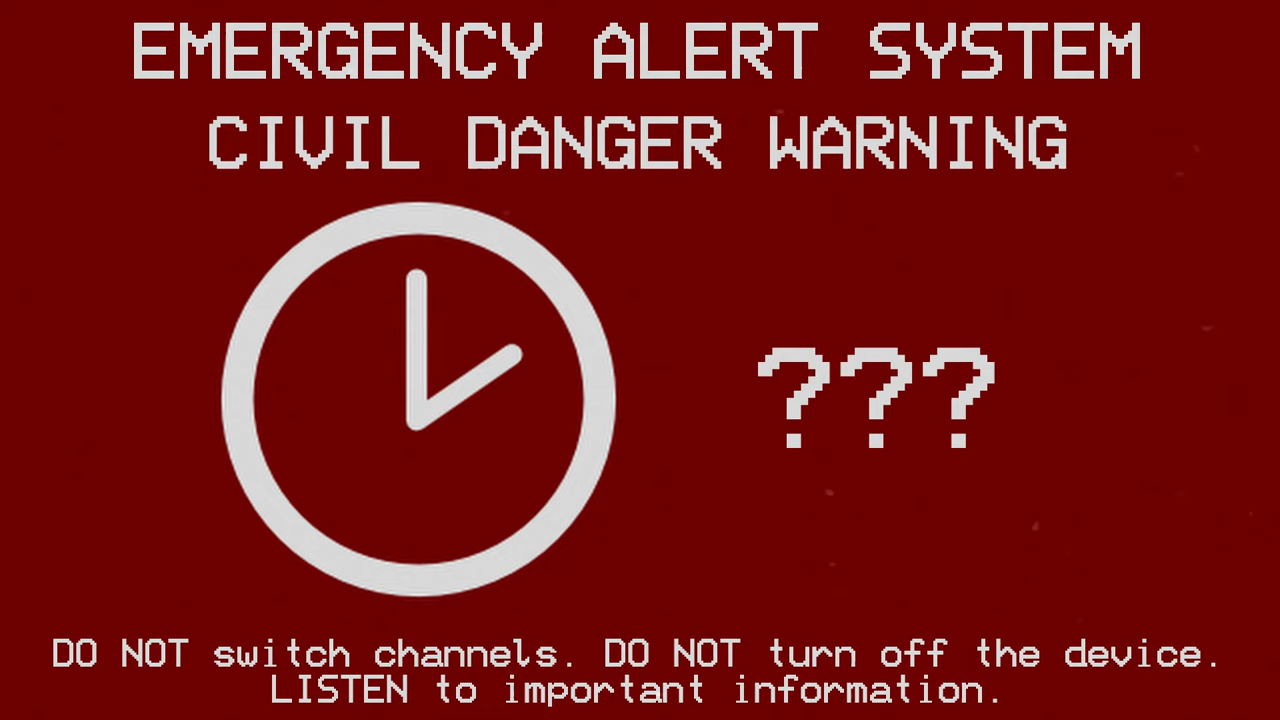 EMERGENCY ALERT SYSTEM
CIVIL DANGER WARNING
???
DO NOT switch channels. DO NOT turn off the device.
LISTEN to important information.